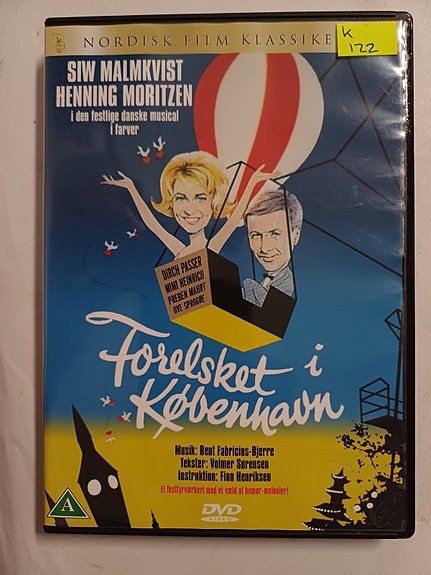 NORDISK FILM KLASSIKE
K
122
SIW MALMKVIST
HENNING MORITZEN
i den festlige danske musical
i farver
DIRCH PASSER
MIMI HEINRICH
PREBEN MAHRT
OVE SPROGØE
Forelsket i
København
Musik: Bent Fabricius-Bjerre
Tekster: Volmer Sørensen
Instruktion: Finn Henriksen
Et festfyrværkeri med et væld af humør-melodier!
A
DVD
VIDEO